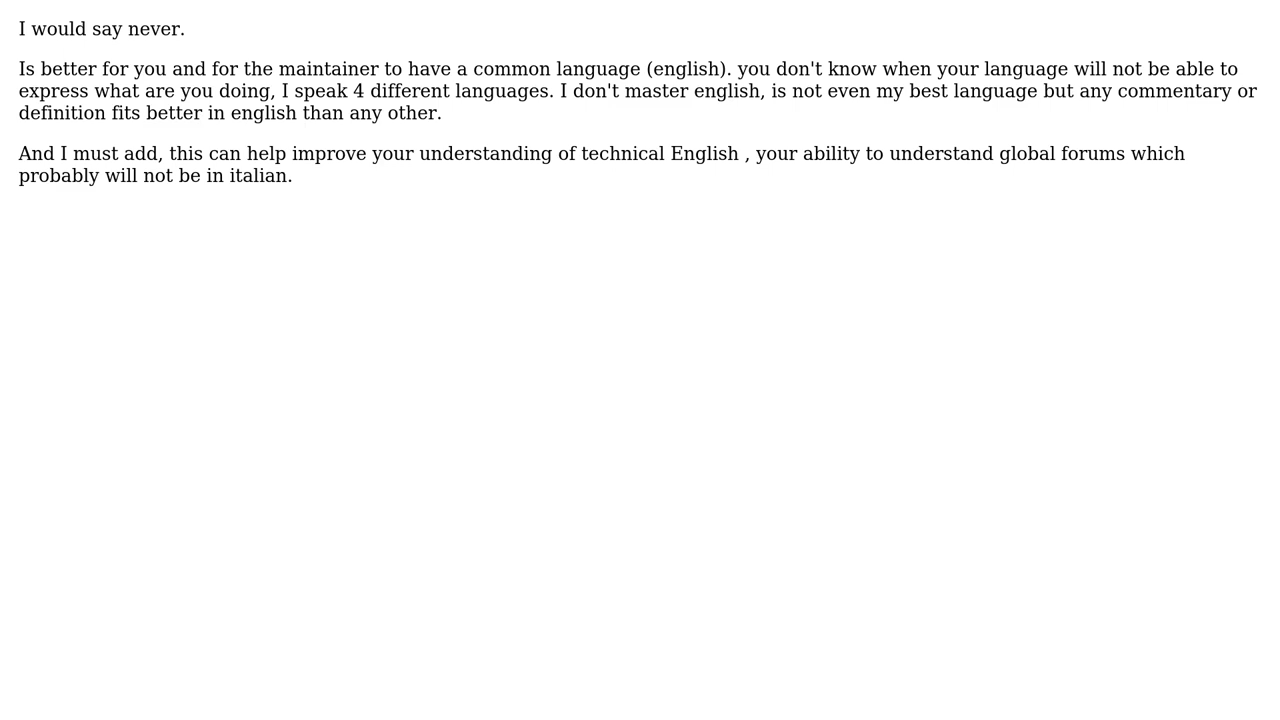 I would say never.
Is better for you and for the maintainer to have a common language (english). you don't know when your language will not be able to
express what are you doing, I speak 4 different languages. I don't master english, is not even my best language but any commentary or
definition fits better in english than any other.
And I must add, this can help improve your understanding of technical English , your ability to understand global forums which
probably will not be in italian.